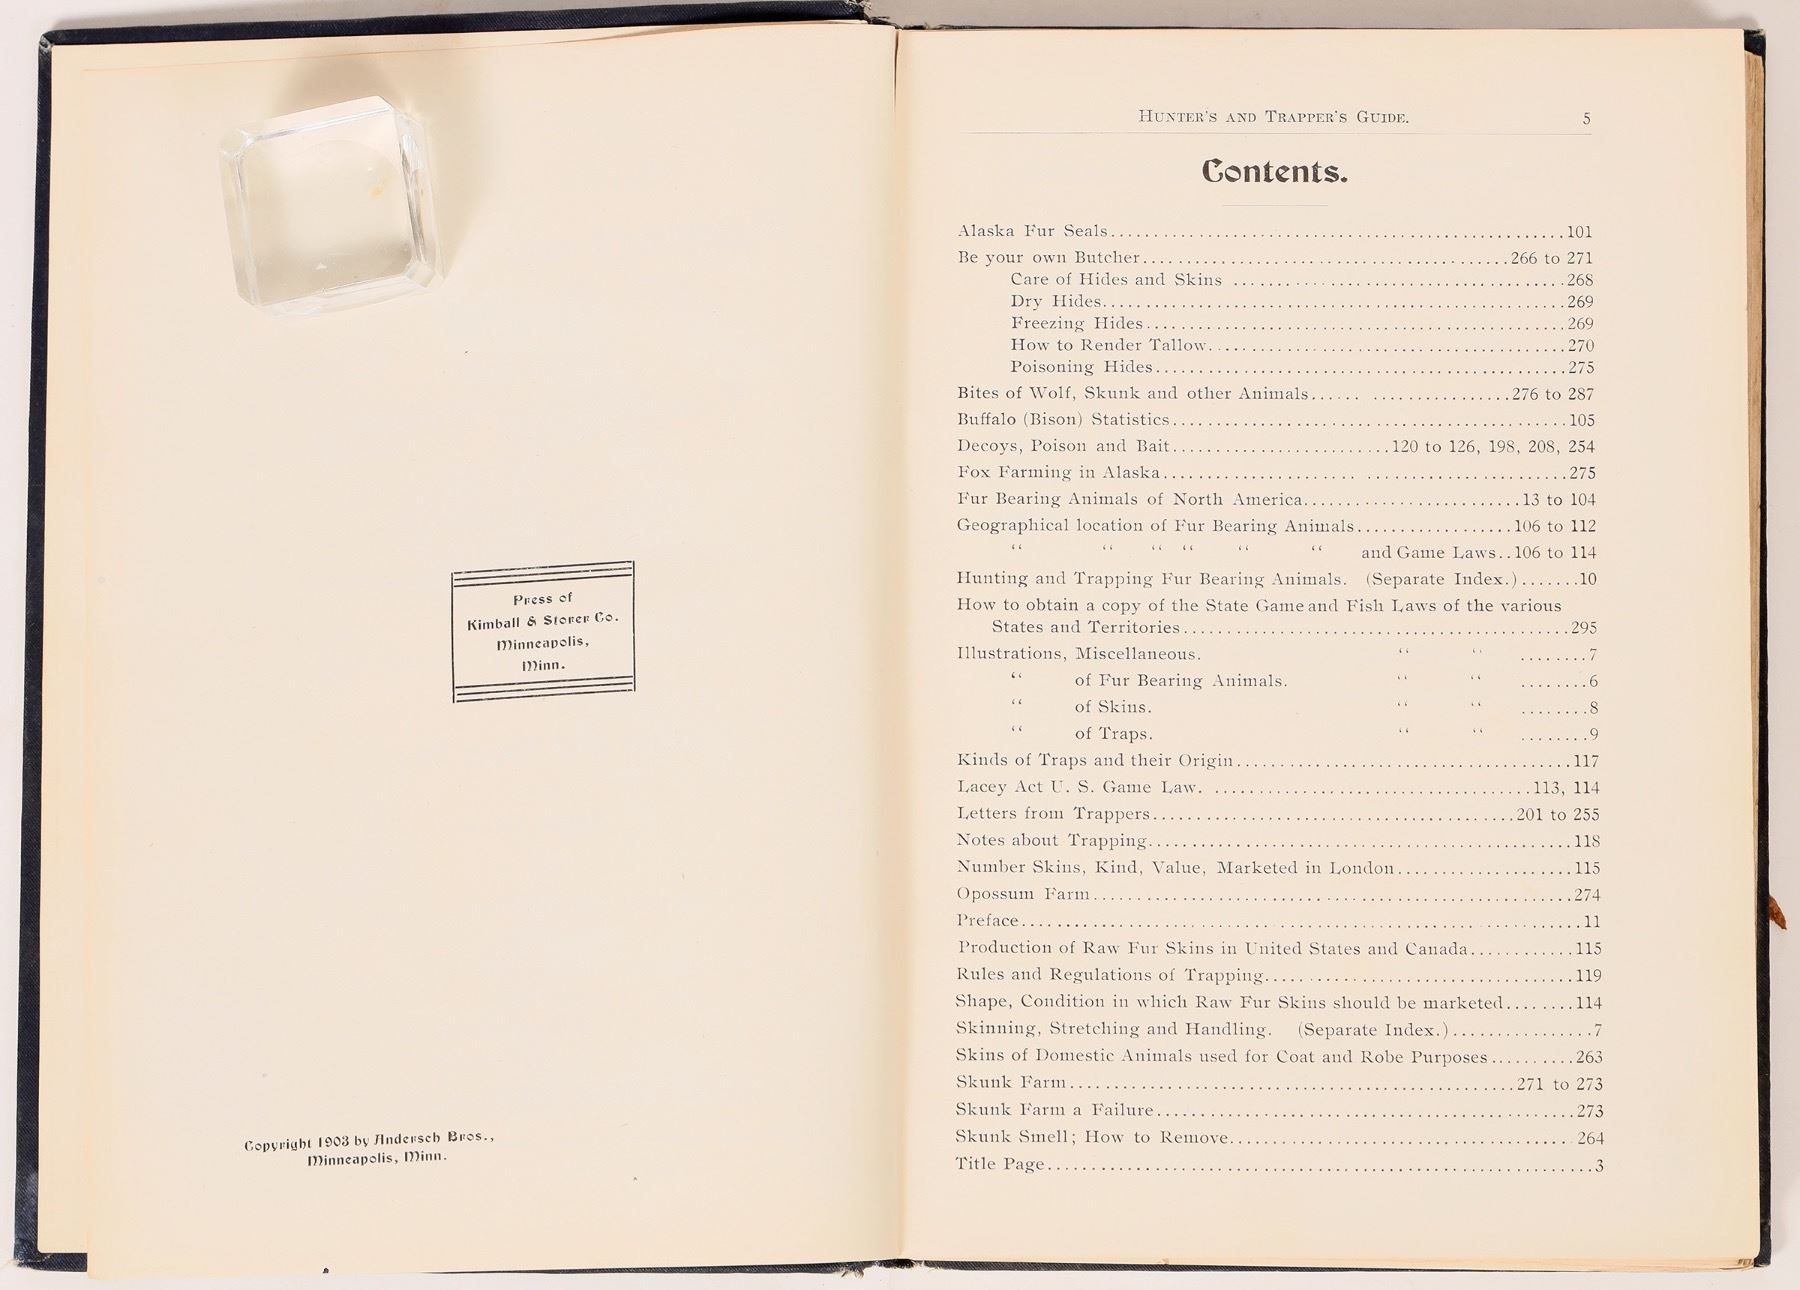 Press of
Kimball & Storer Co.
Minneapolis,
Minn.
Copyright 1903 by Andersch Bros.,
Minneapolis, Minn.
HUNTER'S AND TRAPPER'S GUIDE. 5
Contents.
Alaska Fur Seals..................................................101
Be your own Butcher..........................................266 to 271
Care of Hides and Skins ......................................268
Dry Hides.....................................................269
Freezing Hides................................................269
How to Render Tallow..........................................270
Poisoning Hides...............................................275
Bites of Wolf, Skunk and other Animals...... ................276 to 287
Buffalo (Bison) Statistics.............................................105
Decoys, Poison and Bait.........................120 to 126, 198, 208, 254
Fox Farming in Alaska...............................................275
Fur Bearing Animals of North America.........................13 to 104
Geographical location of Fur Bearing Animals..................106 to 112
“ “ “ “ “ “ and Game Laws..106 to 114
Hunting and Trapping Fur Bearing Animals. (Separate Index.).......10
How to obtain a copy of the State Game and Fish Laws of the various
States and Territories............................................295
Illustrations, Miscellaneous. “ “ ........7
“ of Fur Bearing Animals. “ “ ........6
“ of Skins. “ “ ........8
“ of Traps. “ “ ........9
Kinds of Traps and their Origin.......................................117
Lacey Act U. S. Game Law. ....................................113, 114
Letters from Trappers..........................................201 to 255
Notes about Trapping.................................................118
Number Skins, Kind, Value, Marketed in London....................115
Opossum Farm.......................................................274
Preface................................................................11
Production of Raw Fur Skins in United States and Canada............115
Rules and Regulations of Trapping...................................119
Shape, Condition in which Raw Fur Skins should be marketed........114
Skinning, Stretching and Handling. (Separate Index.)................7
Skins of Domestic Animals used for Coat and Robe Purposes..........263
Skunk Farm...................................................271 to 273
Skunk Farm a Failure................................................273
Skunk Smell; How to Remove........................................264
Title Page...............................................................3